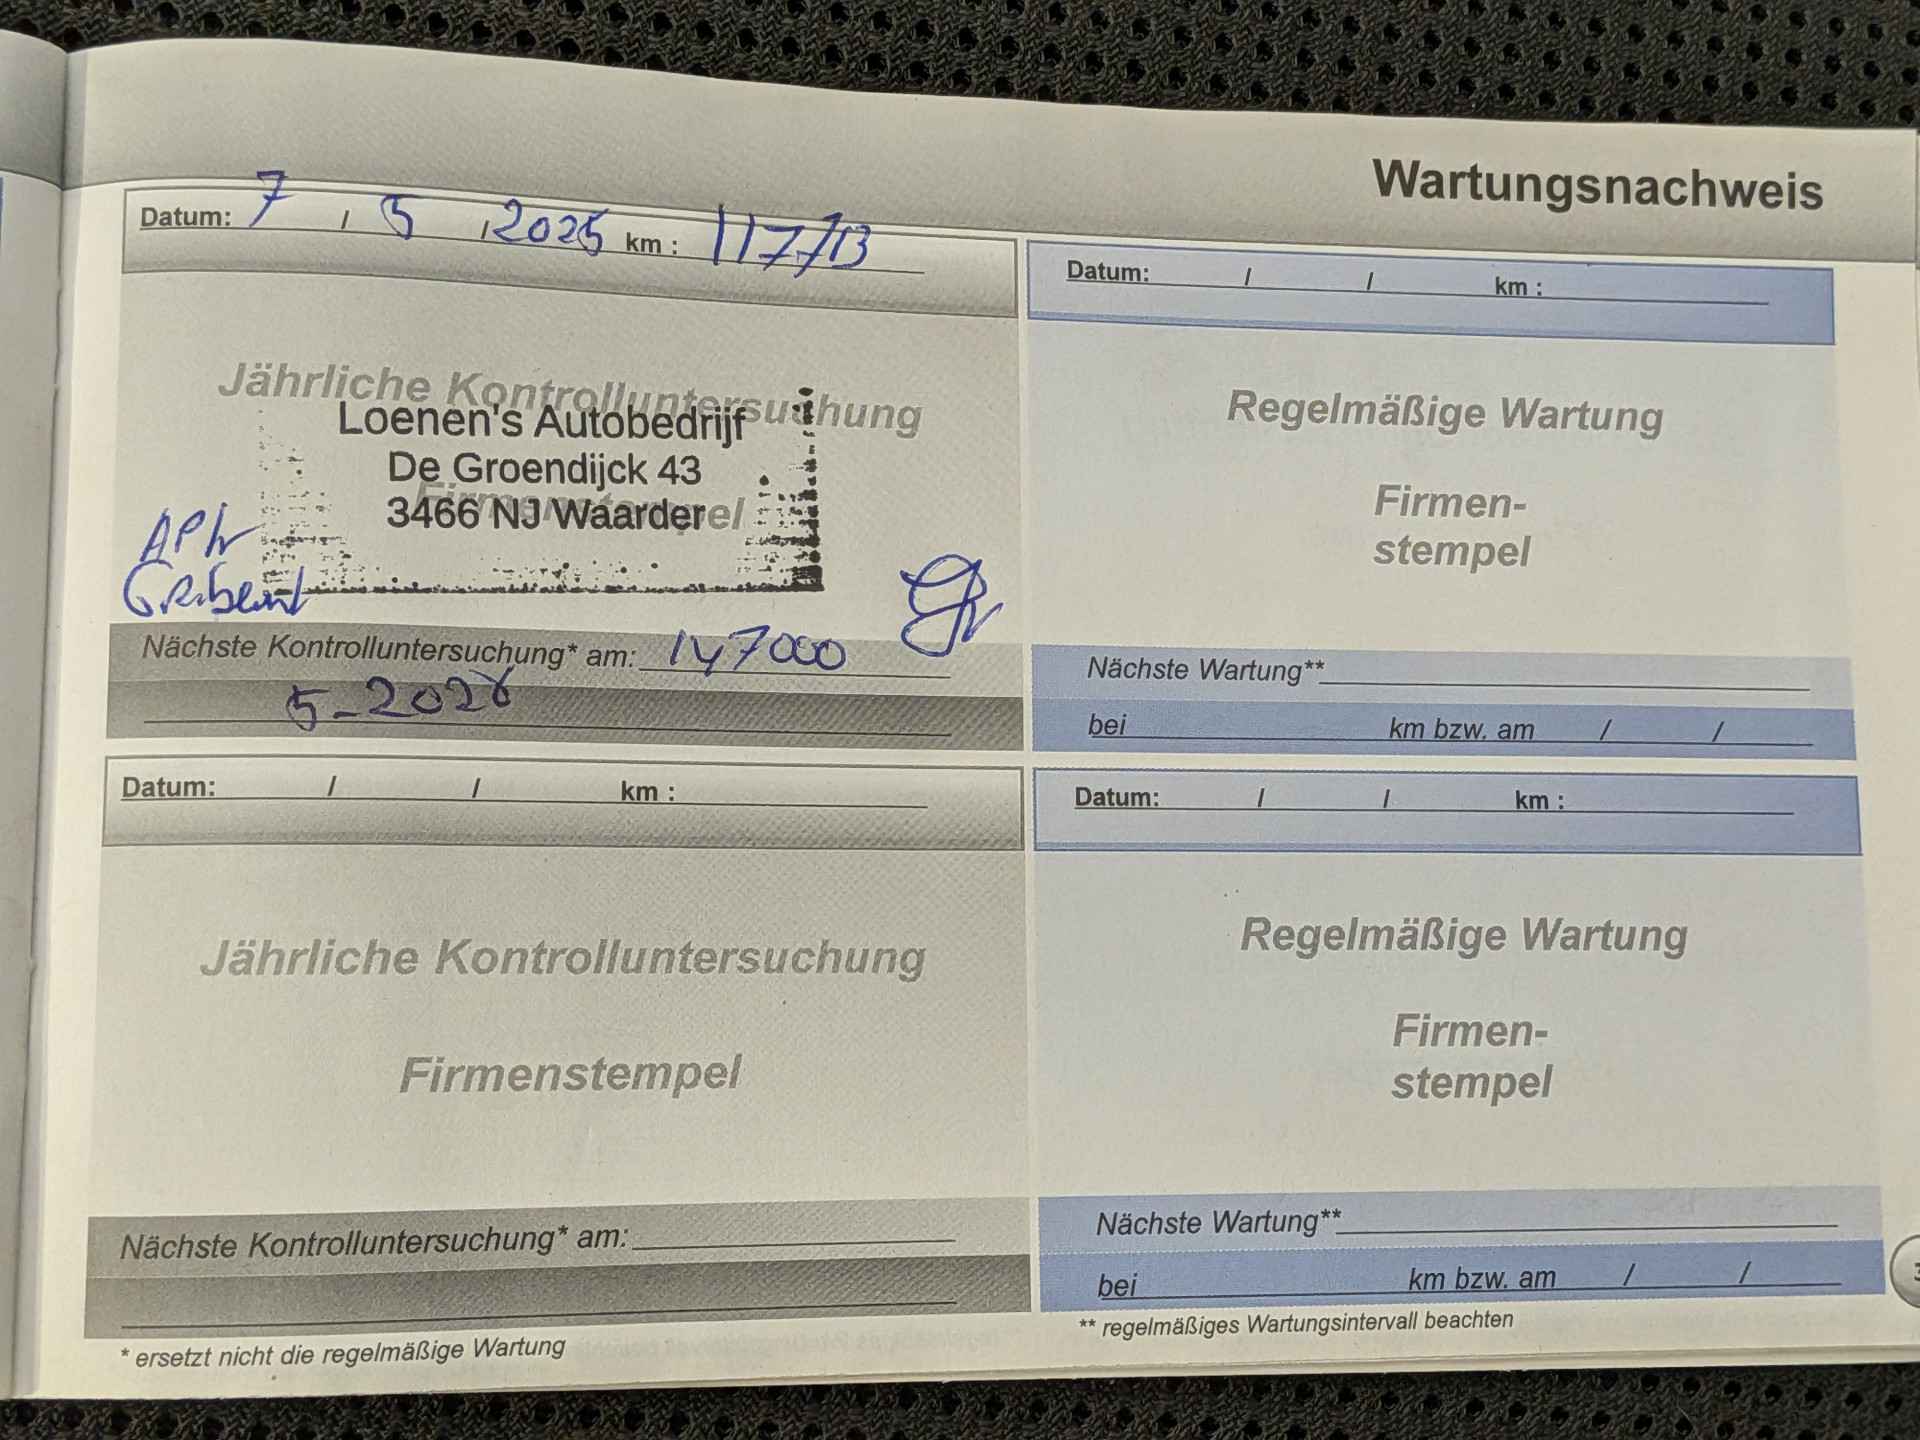 Wartungsnachweis
Datum: 7 / 5 / 2025 km : 117713
Jährliche Kontrolluntersuchung
Firmenstempel
Loenen's Autobedrijf
De Groendijck 43
3466 NJ Waarder
Nächste Kontrolluntersuchung* am: 147000
5-2026
Datum: / / km :
Regelmäßige Wartung
Firmen-
stempel
Nächste Wartung**
bei km bzw. am / /
Datum: / / km :
Jährliche Kontrolluntersuchung
Firmenstempel
Nächste Kontrolluntersuchung* am:
* ersetzt nicht die regelmäßige Wartung
Datum: / / km :
Regelmäßige Wartung
Firmen-
stempel
Nächste Wartung**
bei km bzw. am / /
** regelmäßiges Wartungsintervall beachten